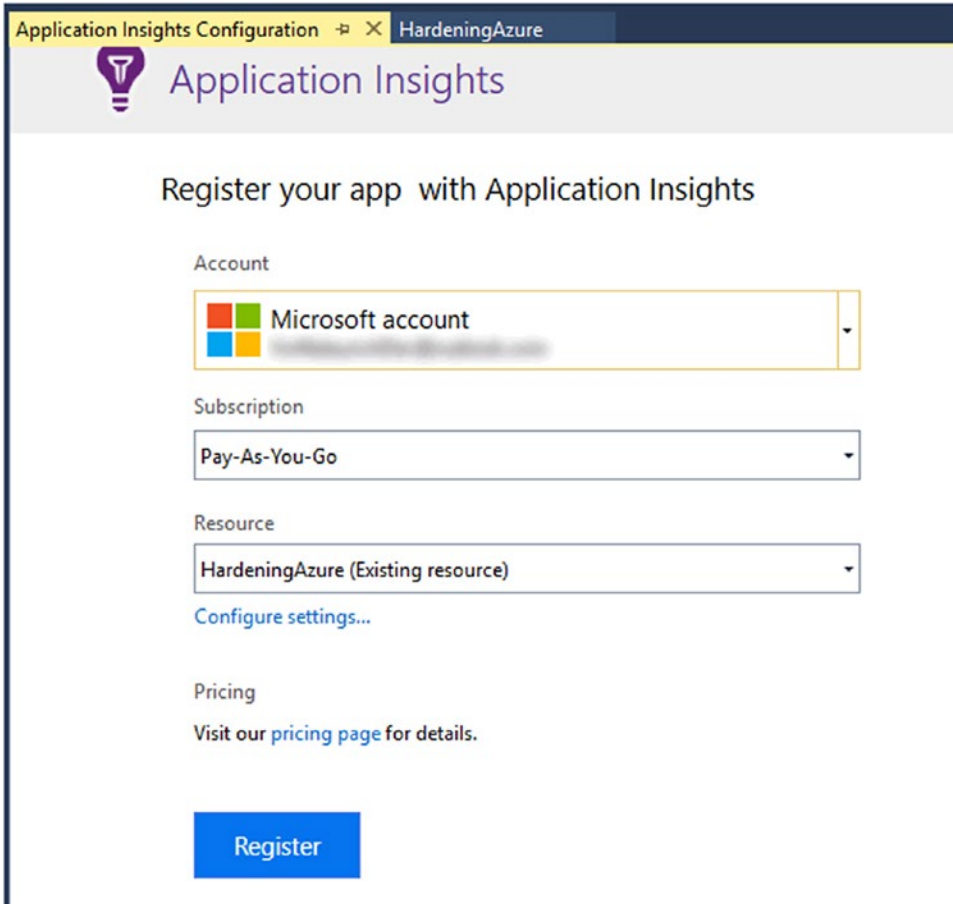 Application Insights Configuration
HardeningAzure
Application Insights
Register your app with Application Insights
Account
Microsoft account
Subscription
Pay-As-You-Go
Resource
HardeningAzure (Existing resource)
Configure settings...
Pricing
Visit our pricing page for details.
Register